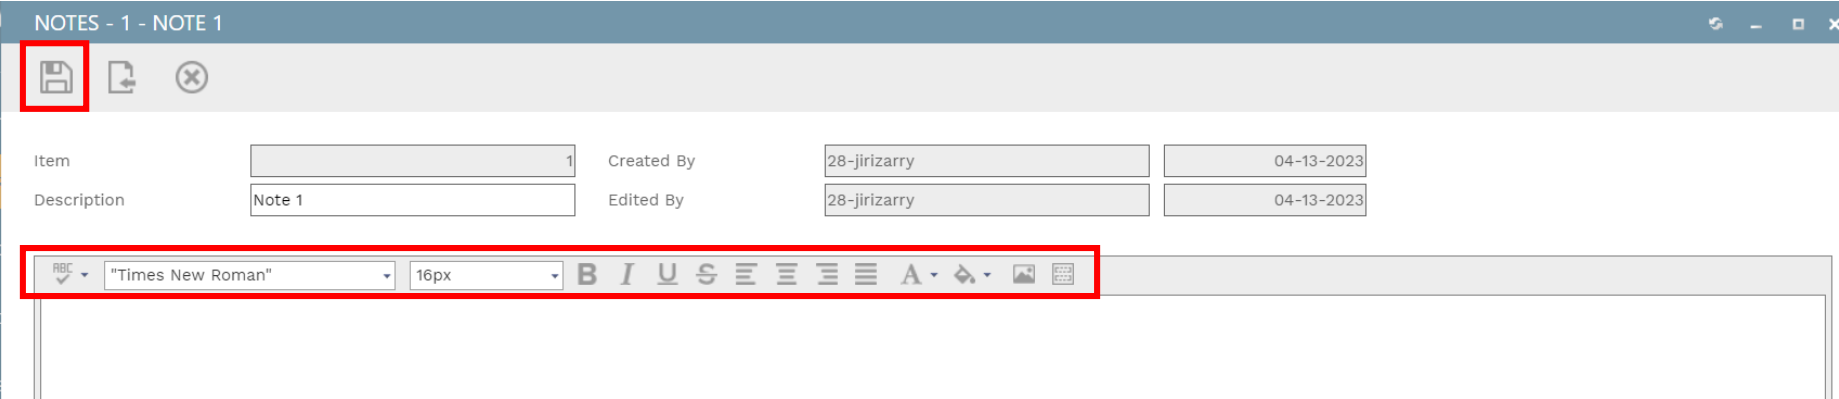 NOTES - 1 - NOTE 1
Item 1 Created By 28-jirizarry 04-13-2023
Description Note 1 Edited By 28-jirizarry 04-13-2023
ABC "Times New Roman" 16px B I U S A